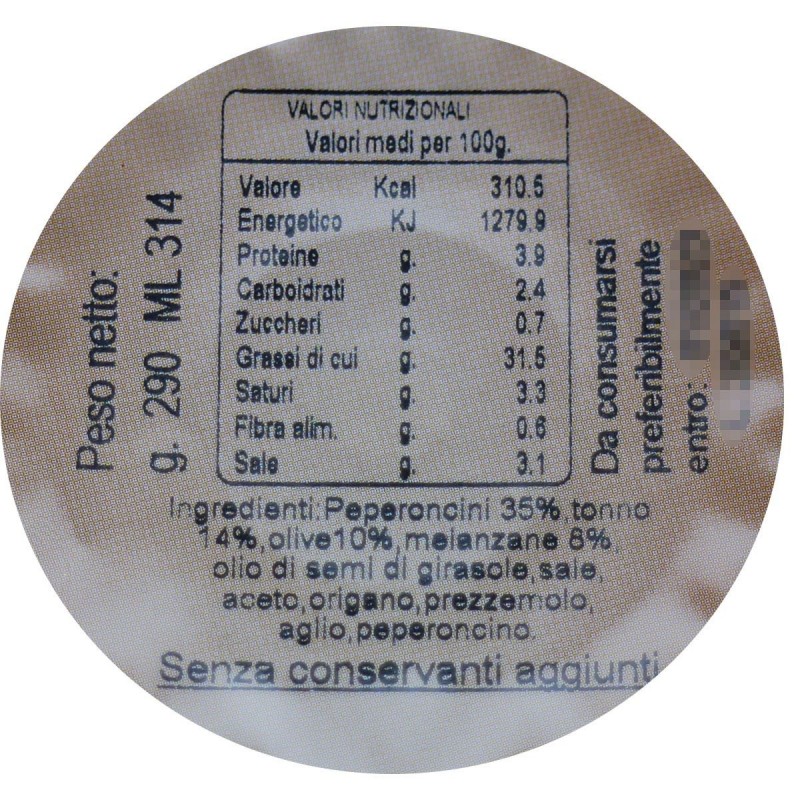 VALORI NUTRIZIONALI
Valori medi per 100g.
Valore Kcal 310.5
Energetico KJ 1279.9
Proteine g. 3.9
Carboidrati g. 2.4
Zuccheri g. 0.7
Grassi di cui g. 31.5
Saturi g. 3.3
Fibra alim. g. 0.6
Sale g. 3.1
Peso netto:
g. 290 ML 314
Da consumarsi
preferibilmente
entro:
Ingredienti:Peperoncini 35%,tonno
14%,olive10%,melanzane 8%,
olio di semi di girasole,sale,
aceto,origano,prezzemolo,
aglio,peperoncino.
Senza conservanti aggiunti